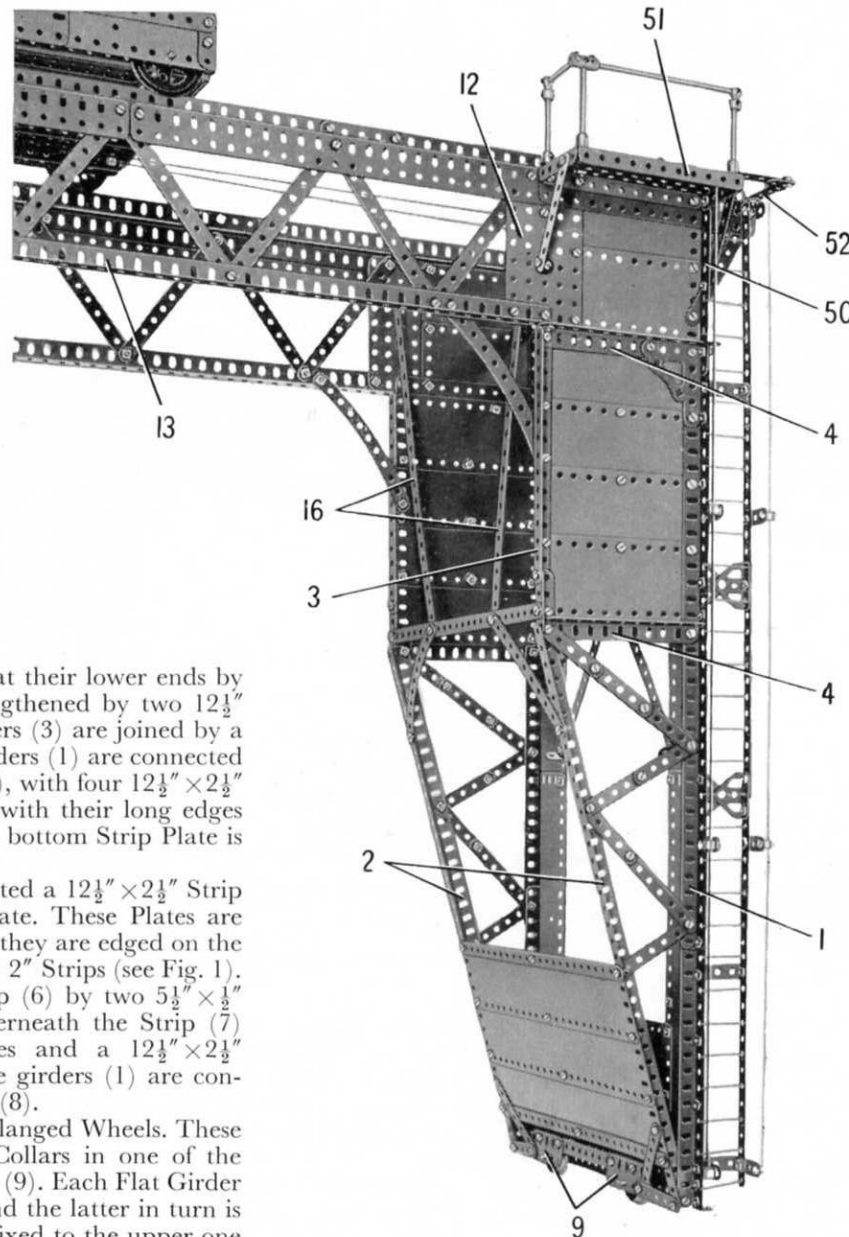 51
12
52
50
13
4
16
3
4
2
1
9
at their lower ends by
gthened by two 12½″
ers (3) are joined by a
ders (1) are connected
), with four 12½″×2½″
with their long edges
bottom Strip Plate is
ted a 12½″×2½″ Strip
ate. These Plates are
they are edged on the
2″ Strips (see Fig. 1).
p (6) by two 5½″×½″
erneath the Strip (7)
es and a 12½″×2½″
e girders (1) are con-
(8).
langed Wheels. These
Collars in one of the
(9). Each Flat Girder
nd the latter in turn is
ixed to the upper one